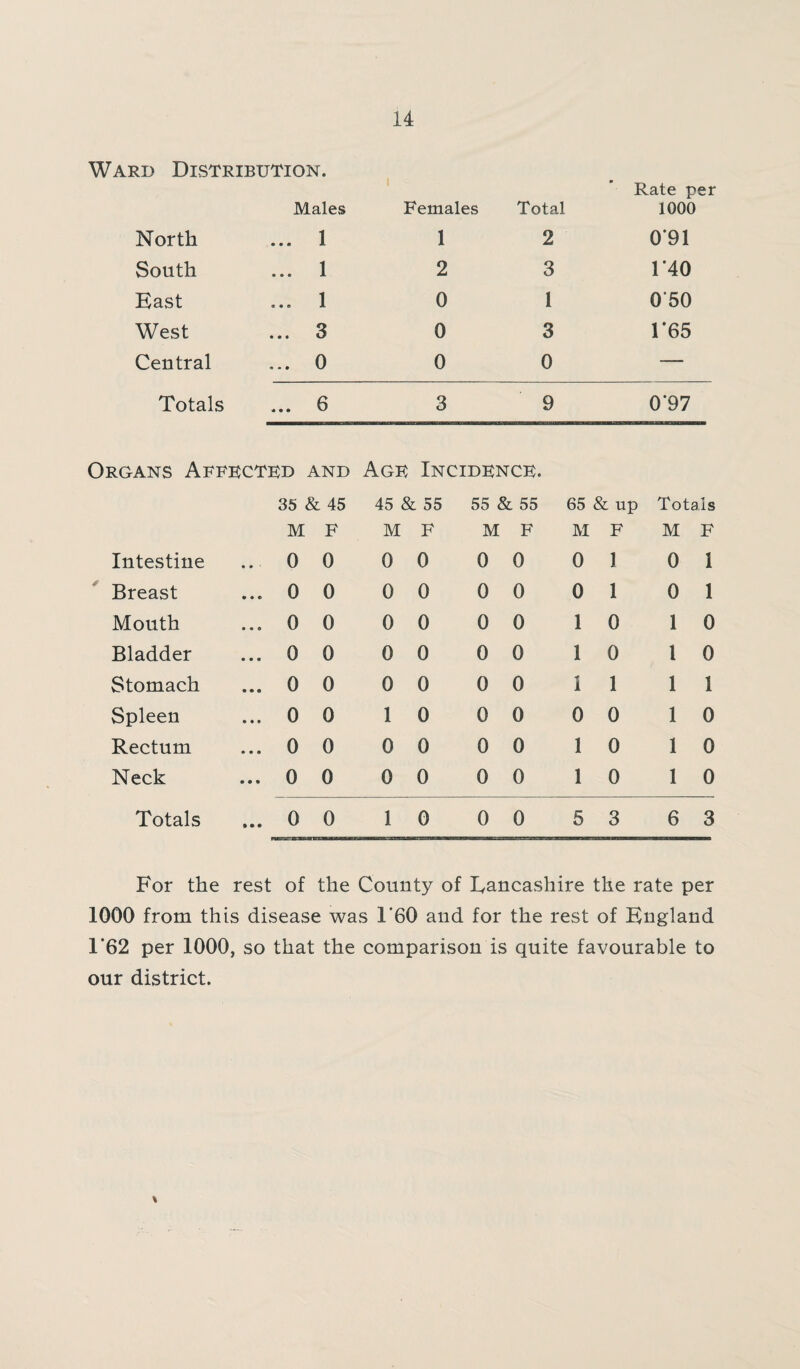 14
WARD DISTRIBUTION.
Males Females Total Rate per 1000
North ... 1 1 2 0·91
South ... 1 2 3 1·40
East ... 1 0 1 0·50
West ... 3 0 3 1·65
Central ... 0 0 0 —
Totals ... 6 3 9 0·97
ORGANS AFFECTED AND AGE INCIDENCE.
35 & 45 45 & 55 55 & 55 65 & up Totals
M F M F M F M F M F
Intestine .. 0 0 0 0 0 0 0 1 0 1
Breast ... 0 0 0 0 0 0 0 1 0 1
Mouth ... 0 0 0 0 0 0 1 0 1 0
Bladder ... 0 0 0 0 0 0 1 0 1 0
Stomach ... 0 0 0 0 0 0 1 1 1 1
Spleen ... 0 0 1 0 0 0 0 0 1 0
Rectum ... 0 0 0 0 0 0 1 0 1 0
Neck ... 0 0 0 0 0 0 1 0 1 0
Totals ... 0 0 1 0 0 0 5 3 6 3
For the rest of the County of Lancashire the rate per
1000 from this disease was 1·60 and for the rest of England
1·62 per 1000, so that the comparison is quite favourable to
our district.